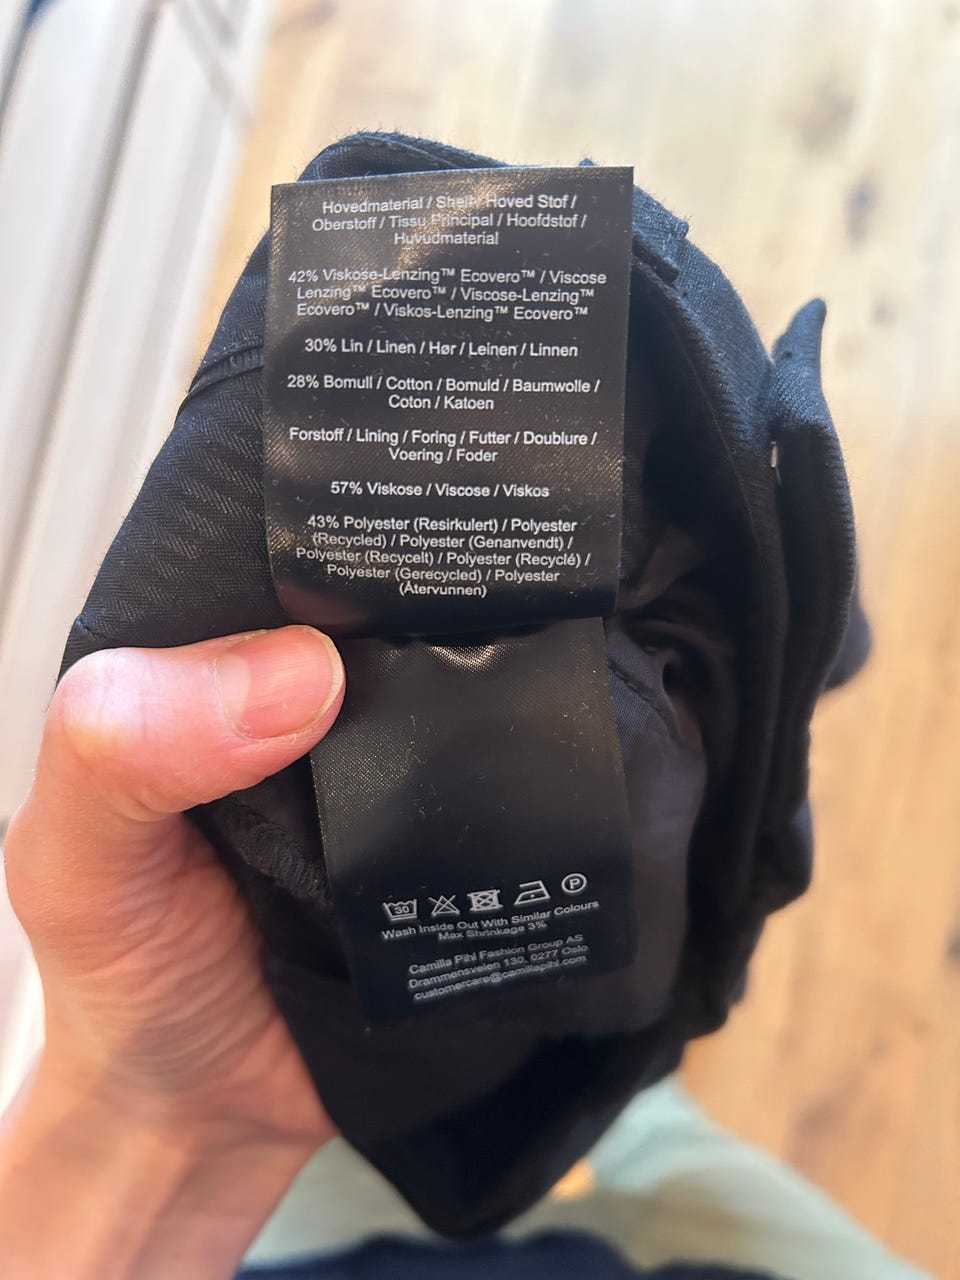 Hovedmaterial / Shell / Hoved Stof /
Oberstoff / Tissu Principal / Hoofdstof /
Huvudmaterial
42% Viskose-Lenzing™ Ecovero™ / Viscose
Lenzing™ Ecovero™ / Viscose-Lenzing™
Ecovero™ / Viskos-Lenzing™ Ecovero™
30% Lin / Linen / Hør / Leinen / Linnen
28% Bomull / Cotton / Bomuld / Baumwolle /
Coton / Katoen
Forstoff / Lining / Foring / Futter / Doublure /
Voering / Foder
57% Viskose / Viscose / Viskos
43% Polyester (Resirkulert) / Polyester
(Recycled) / Polyester (Genanvendt) /
Polyester (Recycelt) / Polyester (Recyclé) /
Polyester (Gerecycled) / Polyester
(Återvunnen)
30 P
Wash Inside Out With Similar Colours
Max Shrinkage 3%
Camilla Pihl Fashion Group AS
Drammensveien 130, 0277 Oslo
customercare@camillapihl.com